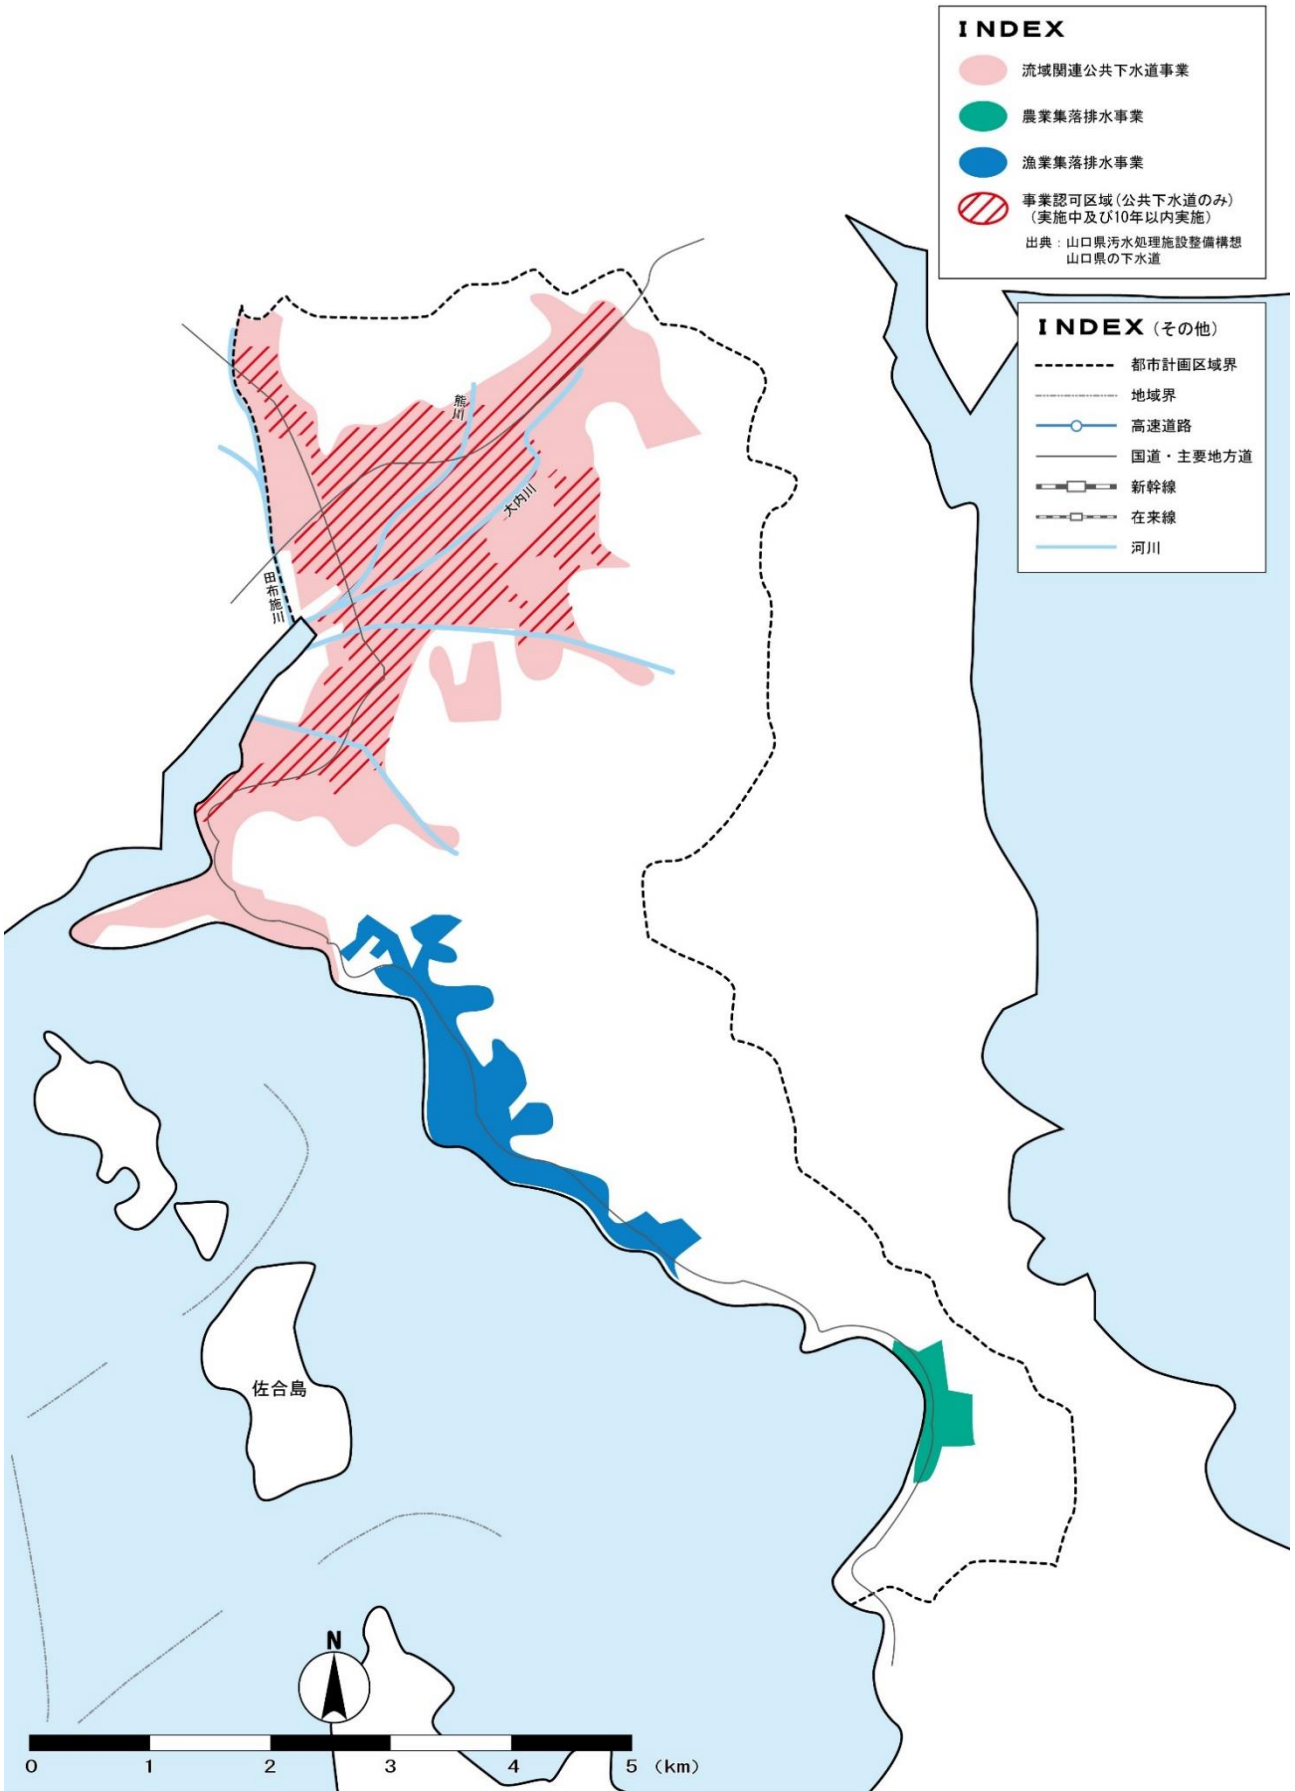 INDEX
流域関連公共下水道事業
農業集落排水事業
漁業集落排水事業
事業認可区域(公共下水道のみ)
(実施中及び10年以内実施)
出典：山口県汚水処理施設整備構想
山口県の下水道
INDEX (その他)
都市計画区域界
地域界
高速道路
国道・主要地方道
新幹線
在来線
河川
熊川
大内川
田布施川
佐合島
N
0 1 2 3 4 5 (km)